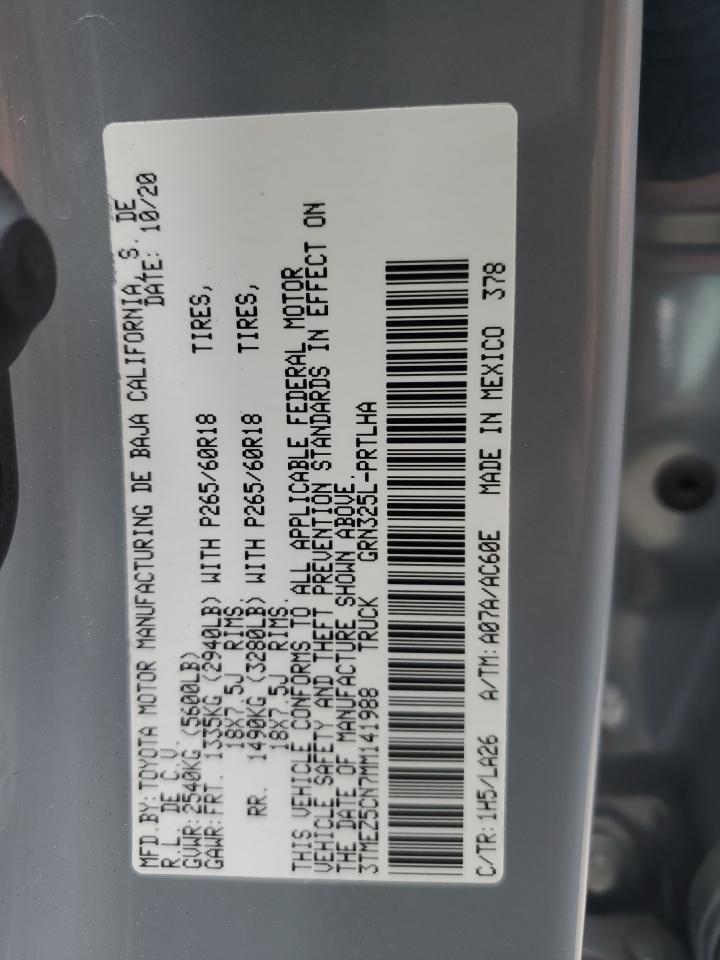 MFD.BY:TOYOTA MOTOR MANUFACTURING DE BAJA CALIFORNIA, S. DE
R.L. DE C.V. DATE: 10/20
GVWR:2540KG (5600LB)
GAWR:FRT. 1335KG (2940LB) WITH P265/60R18 TIRES,
18X7.5J RIMS.
RR. 1490KG (3280LB) WITH P265/60R18 TIRES,
18X7.5J RIMS.
THIS VEHICLE CONFORMS TO ALL APPLICABLE FEDERAL MOTOR
VEHICLE SAFETY AND THEFT PREVENTION STANDARDS IN EFFECT ON
THE DATE OF MANUFACTURE SHOWN ABOVE.
3TMEZ5CN7MM141988 TRUCK GRN325L-PRTLHA
C/TR:1H5/LA26 A/TM:A07A/AC60E MADE IN MEXICO 378